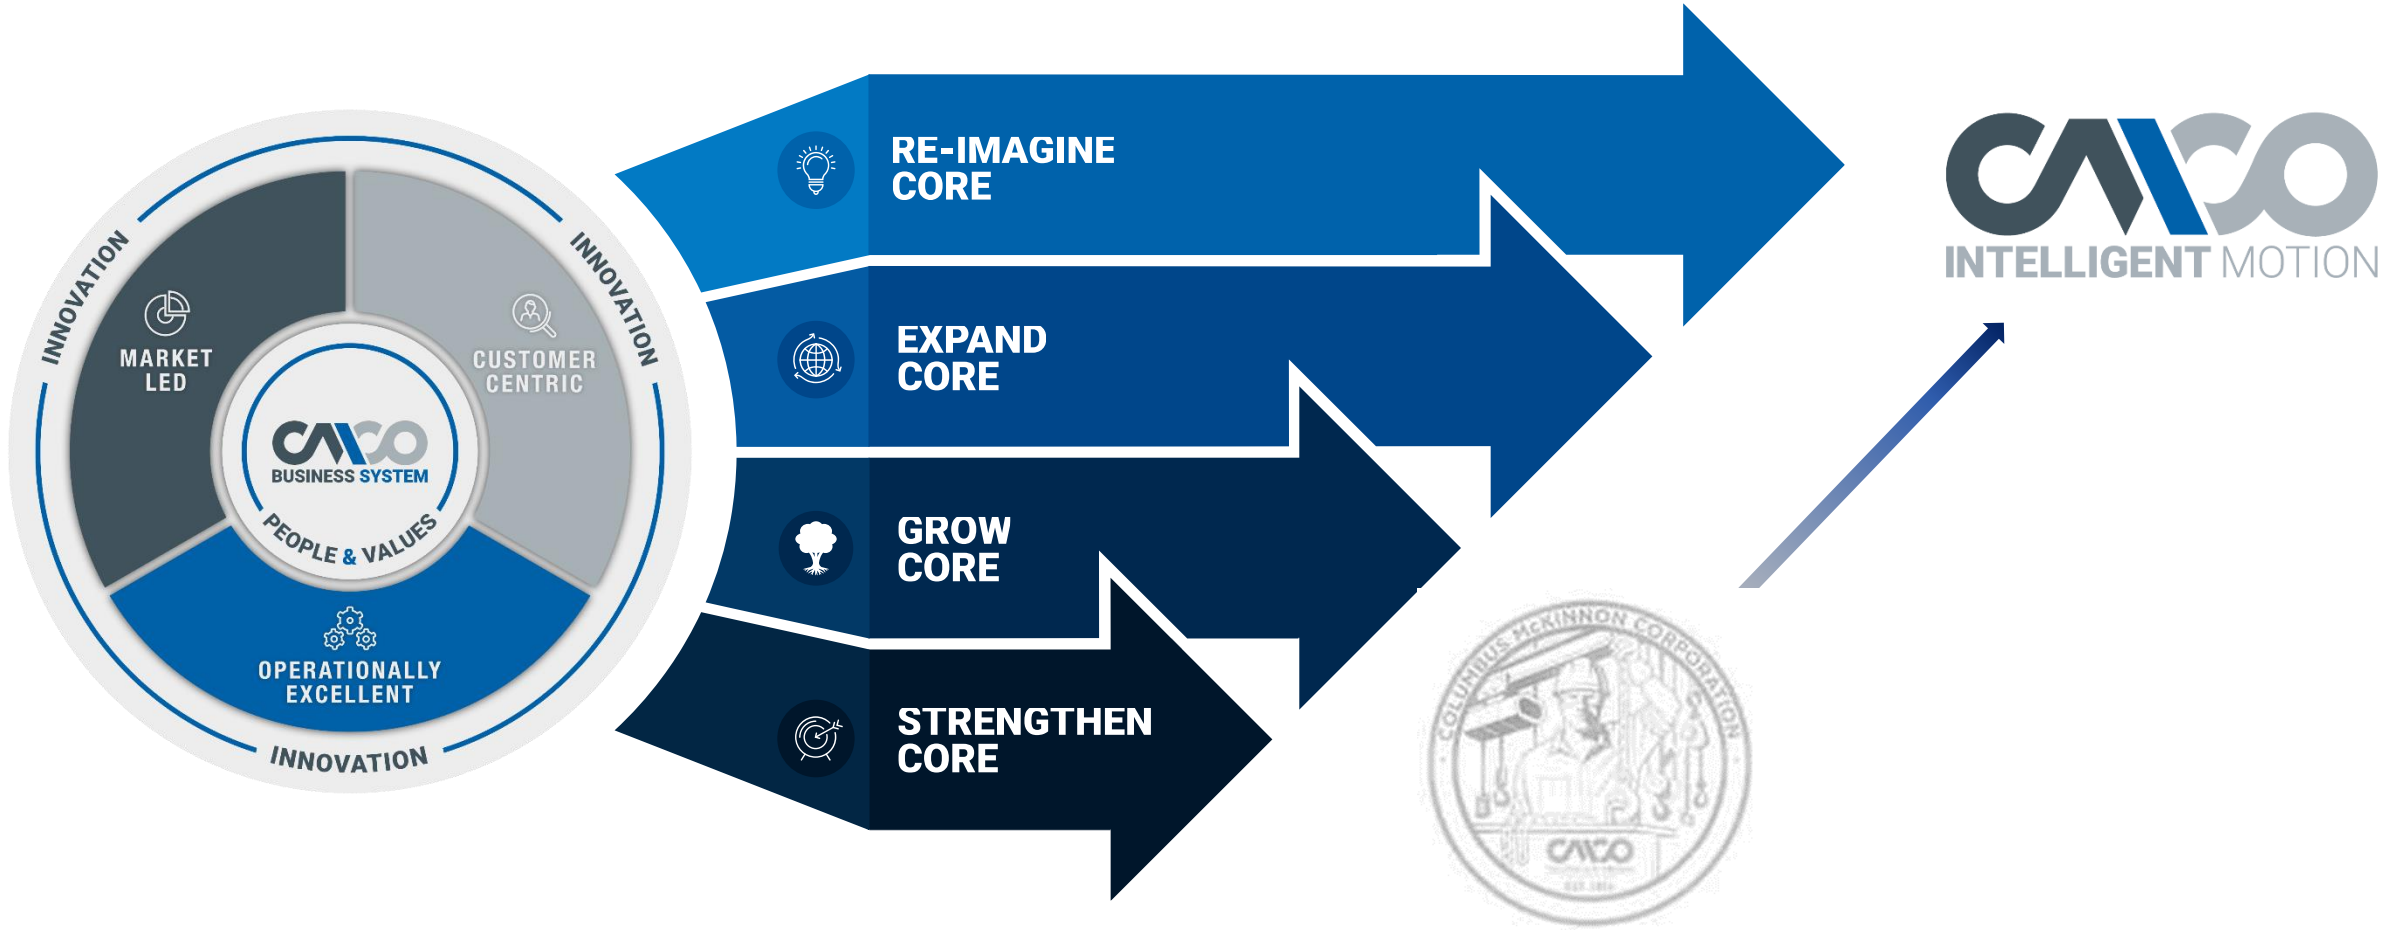 INNOVATION
INNOVATION
MARKET
LED
CUSTOMER
CENTRIC
CMCO
BUSINESS SYSTEM
PEOPLE & VALUES
OPERATIONALLY
EXCELLENT
INNOVATION
RE-IMAGINE
CORE
EXPAND
CORE
GROW
CORE
STRENGTHEN
CORE
CMCO
INTELLIGENT MOTION
COLUMBUS McKINNON CORPORATION
CMCO